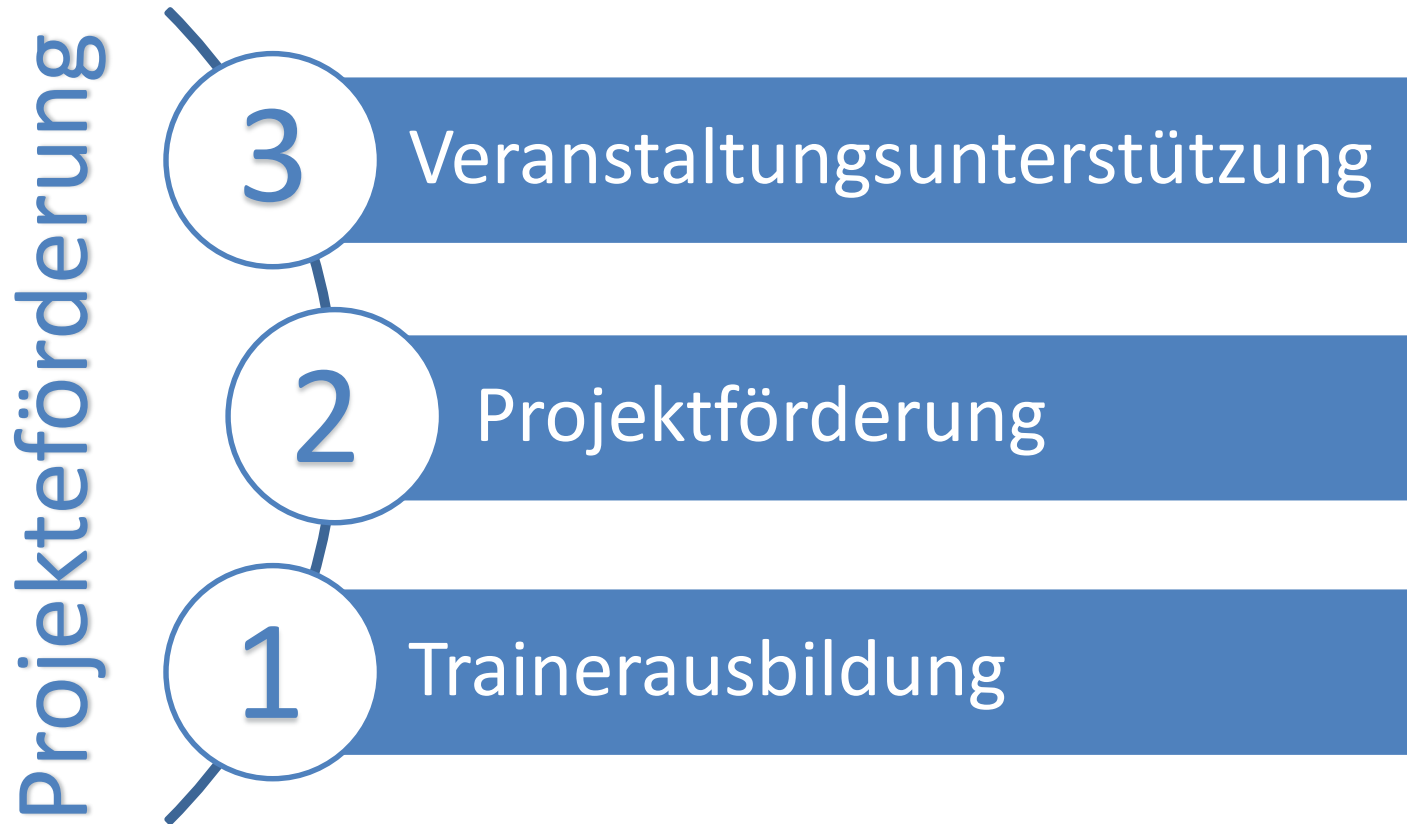 Projekteförderung
3
Veranstaltungsunterstützung
2
Projektförderung
1
Trainerausbildung